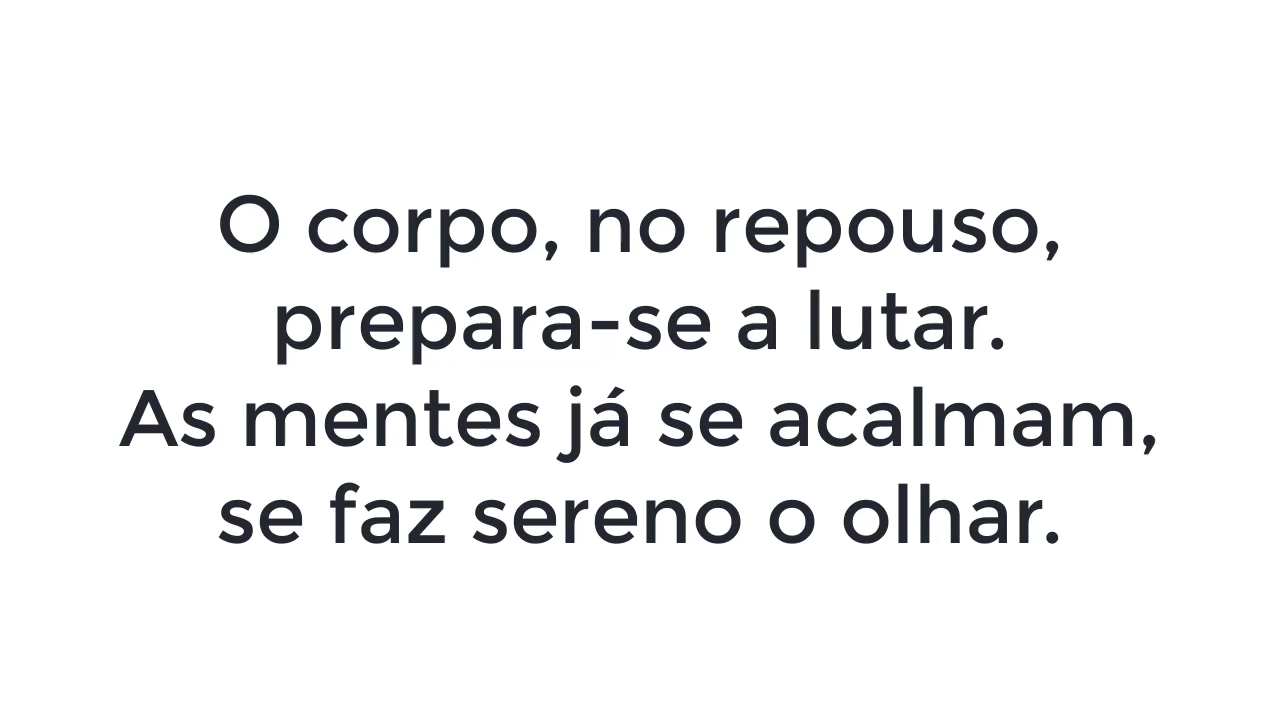 O corpo, no repouso,
prepara-se a lutar.
As mentes já se acalmam,
se faz sereno o olhar.